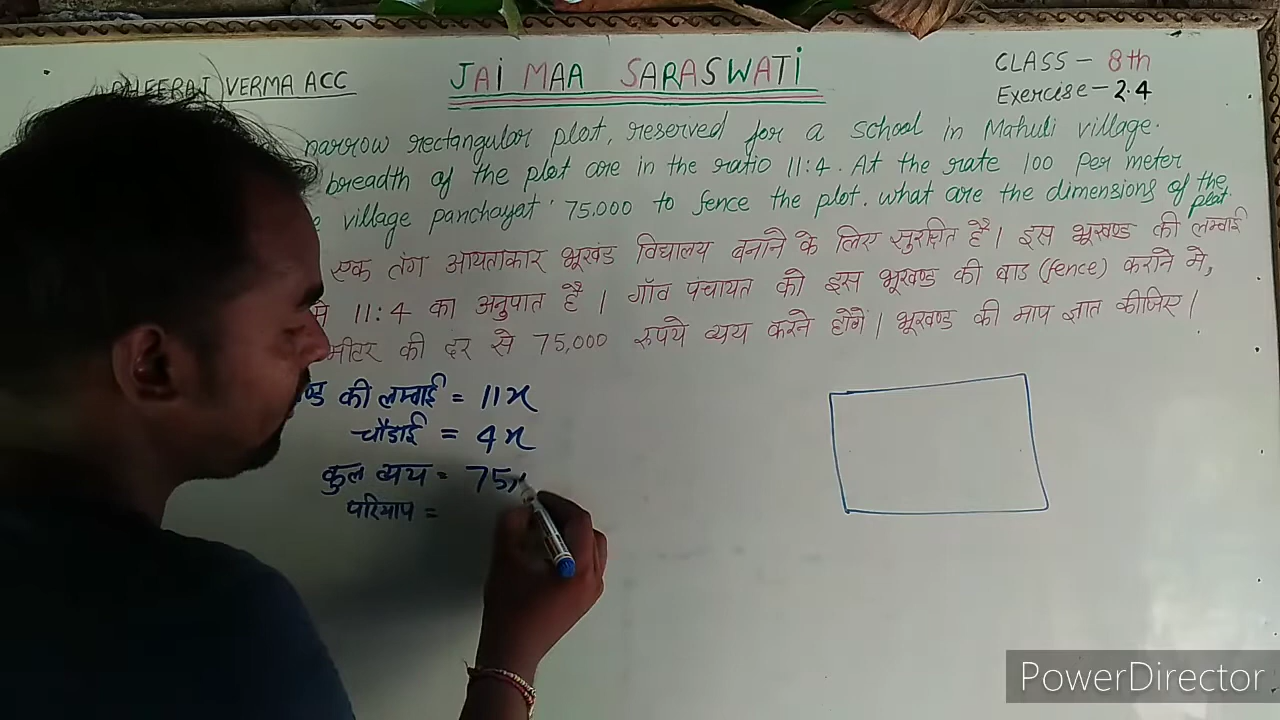 DHEERAJ VERMA ACC
JAI MAA SARASWATI
CLASS - 8th
Exercise - 2.4
narrow rectangular plot, reserved for a school in Mahuli village.
breadth of the plot are in the ratio 11:4. At the rate 100 Per meter
village panchayat 75.000 to fence the plot. what are the dimensions of the plot
एक तंग आयताकार भूखंड विद्यालय बनाने के लिए सुरक्षित है। इस भूखण्ड की लम्बाई
11:4 का अनुपात है। गाँव पंचायत को इस भूखण्ड की बाड (fence) कराने मे,
मीटर की दर से 75,000 रुपये व्यय करने होंगे। भूखण्ड की माप ज्ञात कीजिए।
की लम्बाई = 11x
चौडाई = 4x
कुल व्यय = 75,
परिमाप =
PowerDirector